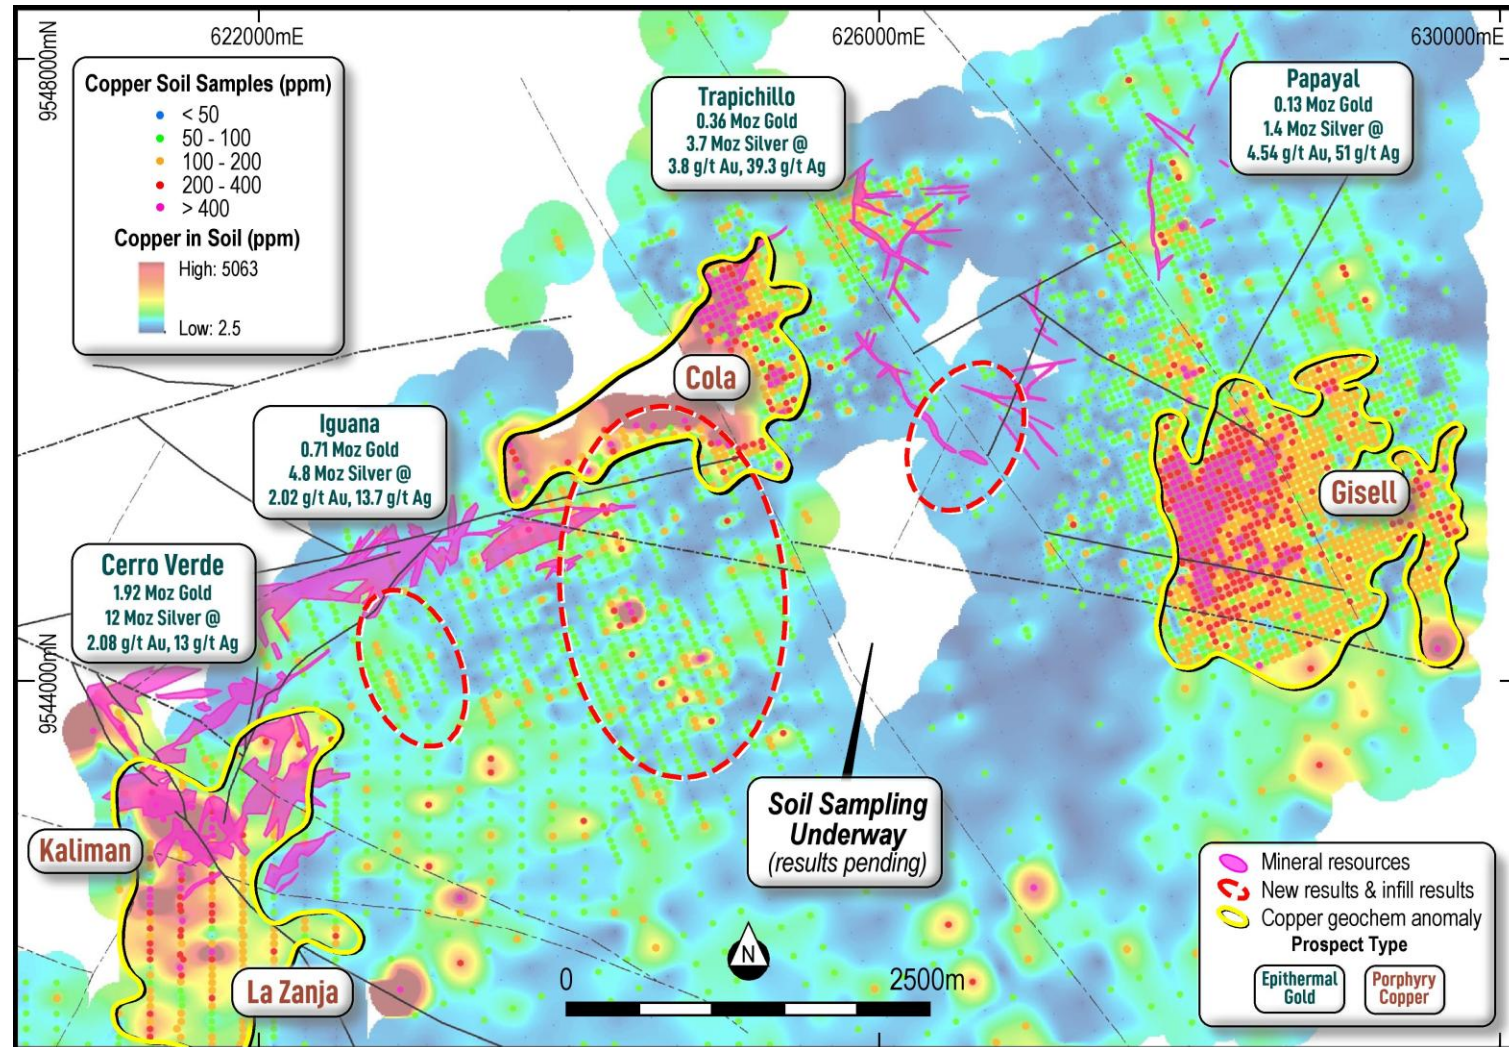 622000mE
626000mE
630000mE
9548000mN
9544000mN
Copper Soil Samples (ppm)
< 50
50 - 100
100 - 200
200 - 400
> 400
Copper in Soil (ppm)
High: 5063
Low: 2.5
Trapichillo
0.36 Moz Gold
3.7 Moz Silver @
3.8 g/t Au, 39.3 g/t Ag
Papayal
0.13 Moz Gold
1.4 Moz Silver @
4.54 g/t Au, 51 g/t Ag
Cola
Iguana
0.71 Moz Gold
4.8 Moz Silver @
2.02 g/t Au, 13.7 g/t Ag
Gisell
Cerro Verde
1.92 Moz Gold
12 Moz Silver @
2.08 g/t Au, 13 g/t Ag
Kaliman
La Zanja
Soil Sampling
Underway
(results pending)
N
0
2500m
Mineral resources
New results & infill results
Copper geochem anomaly
Prospect Type
Epithermal
Gold
Porphyry
Copper